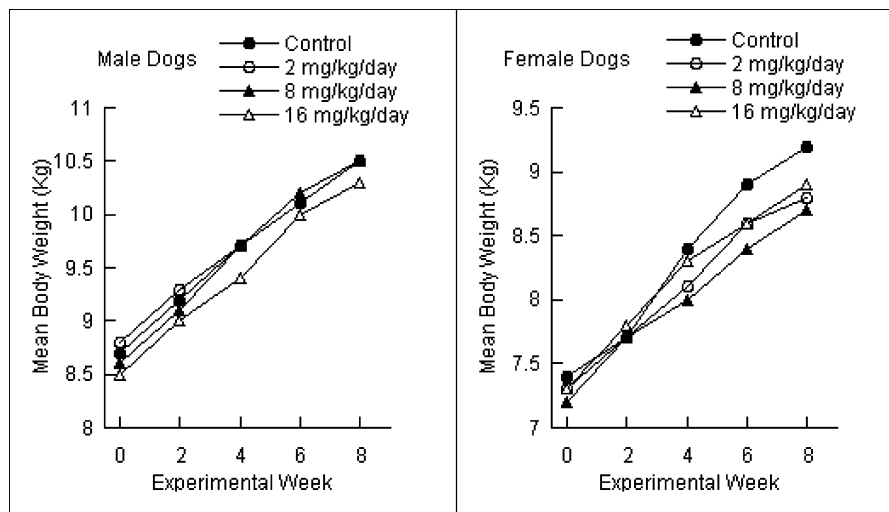 Male Dogs
Control
2 mg/kg/day
8 mg/kg/day
16 mg/kg/day
Mean Body Weight (Kg)
11
10.5
10
9.5
9
8.5
8
0 2 4 6 8
Experimental Week
Female Dogs
Control
2 mg/kg/day
8 mg/kg/day
16 mg/kg/day
Mean Body Weight (Kg)
9.5
9
8.5
8
7.5
7
0 2 4 6 8
Experimental Week